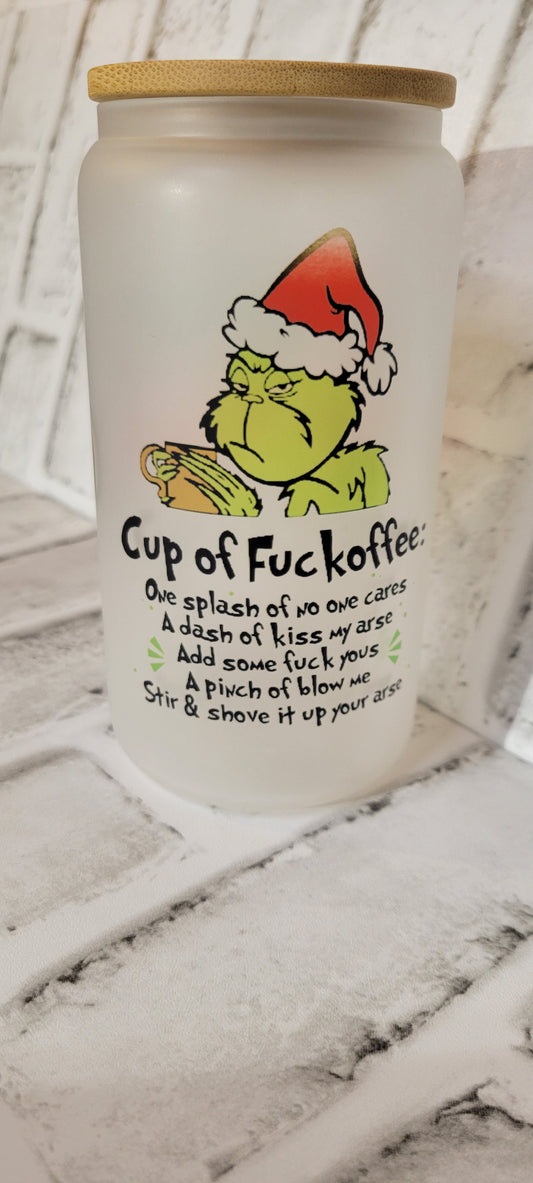 Cup of Fuckoffee:
One splash of no one cares
A dash of kiss my arse
Add some fuck yous
A pinch of blow me
Stir & shove it up your arse